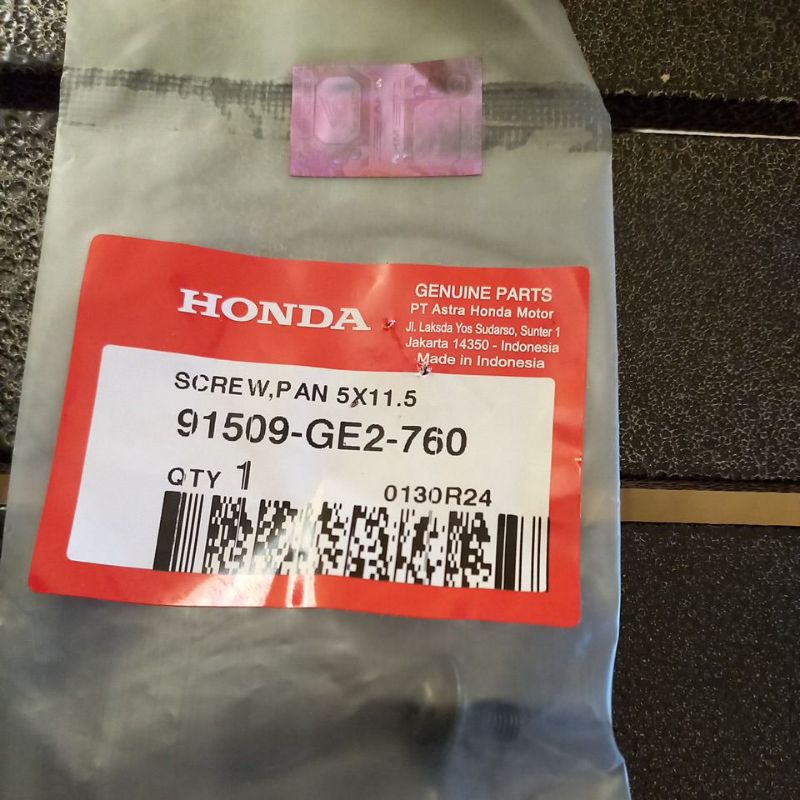 HONDA
GENUINE PARTS
PT Astra Honda Motor
Jl. Laksda Yos Sudarso, Sunter 1
Jakarta 14350 - Indonesia
Made in Indonesia
SCREW,PAN 5X11.5
91509-GE2-760
QTY 1
0130R24